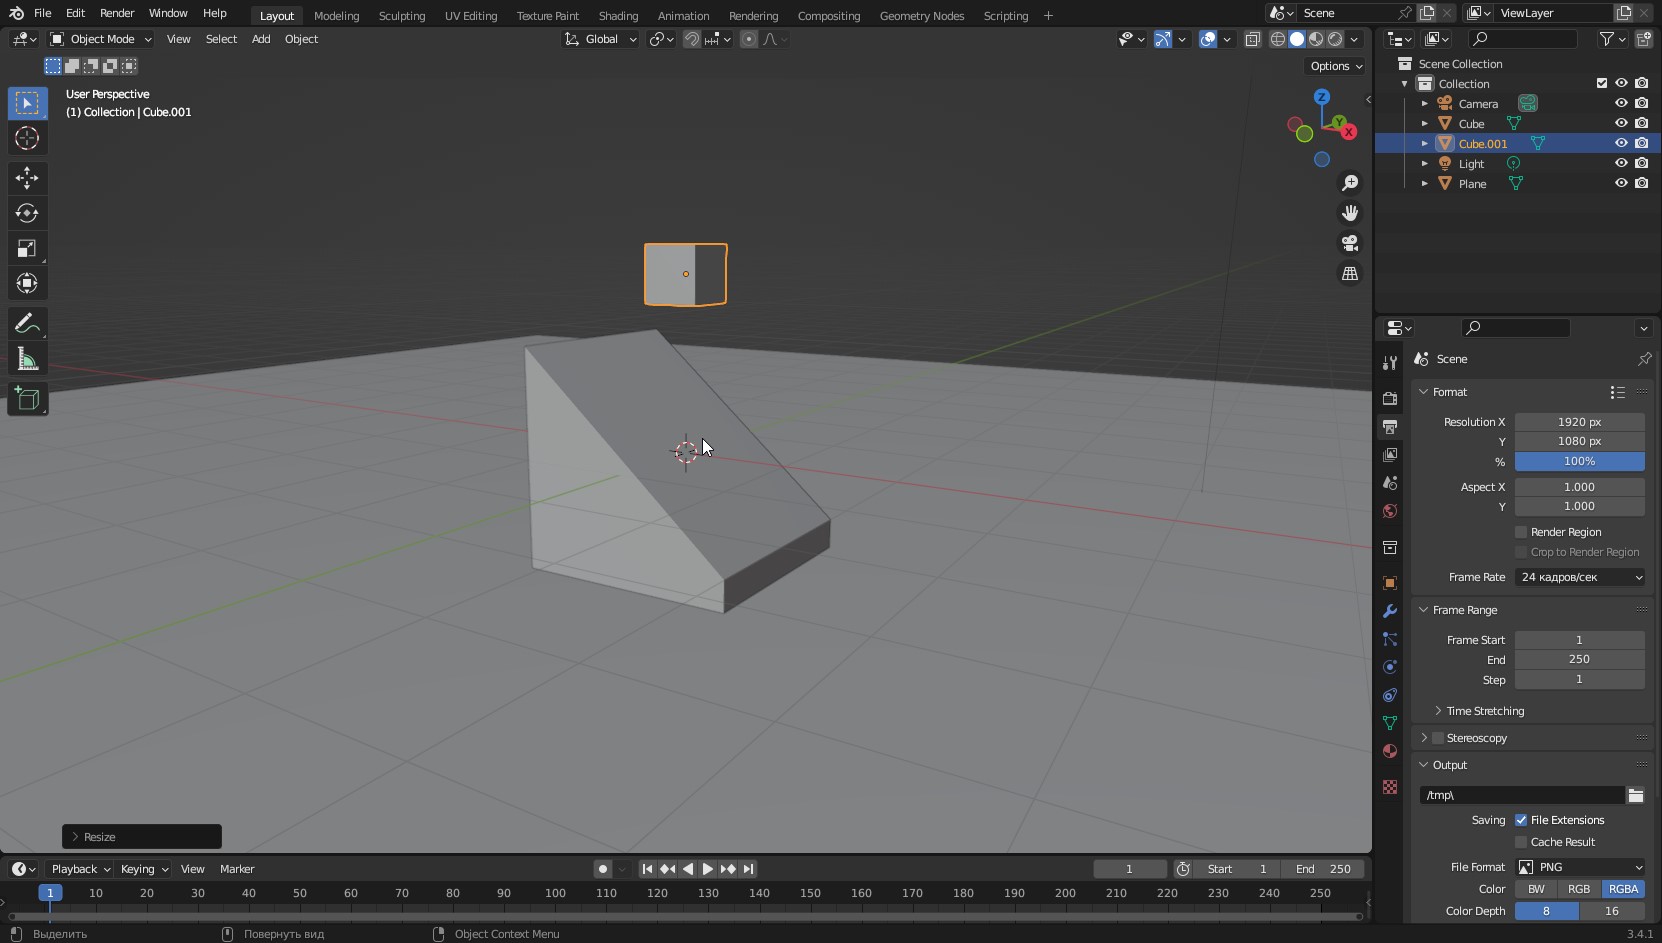 File Edit Render Window Help Layout Modeling Sculpting UV Editing Texture Paint Shading Animation Rendering Compositing Geometry Nodes Scripting + Scene ViewLayer
Object Mode View Select Add Object Global
Options
User Perspective
(1) Collection | Cube.001
Z
Y
X
Scene Collection
Collection
Camera
Cube
Cube.001
Light
Plane
Scene
Format
Resolution X 1920 px
Y 1080 px
% 100%
Aspect X 1.000
Y 1.000
Render Region
Crop to Render Region
Frame Rate 24 кадров/сек
Frame Range
Frame Start 1
End 250
Step 1
Time Stretching
Stereoscopy
Output
/tmp\
Saving File Extensions
Cache Result
File Format PNG
Color BW RGB RGBA
Color Depth 8 16
Resize
Playback Keying View Marker 1 Start 1 End 250
1 10 20 30 40 50 60 70 80 90 100 110 120 130 140 150 160 170 180 190 200 210 220 230 240 250
Выделить Повернуть вид Object Context Menu 3.4.1